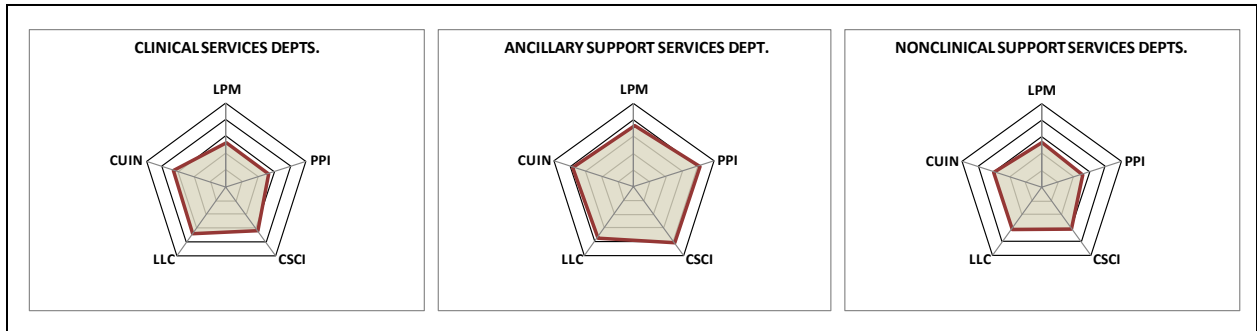 CLINICAL SERVICES DEPTS.
LPM
PPI
CSCI
LLC
CUIN
ANCILLARY SUPPORT SERVICES DEPT.
LPM
PPI
CSCI
LLC
CUIN
NONCLINICAL SUPPORT SERVICES DEPTS.
LPM
PPI
CSCI
LLC
CUIN